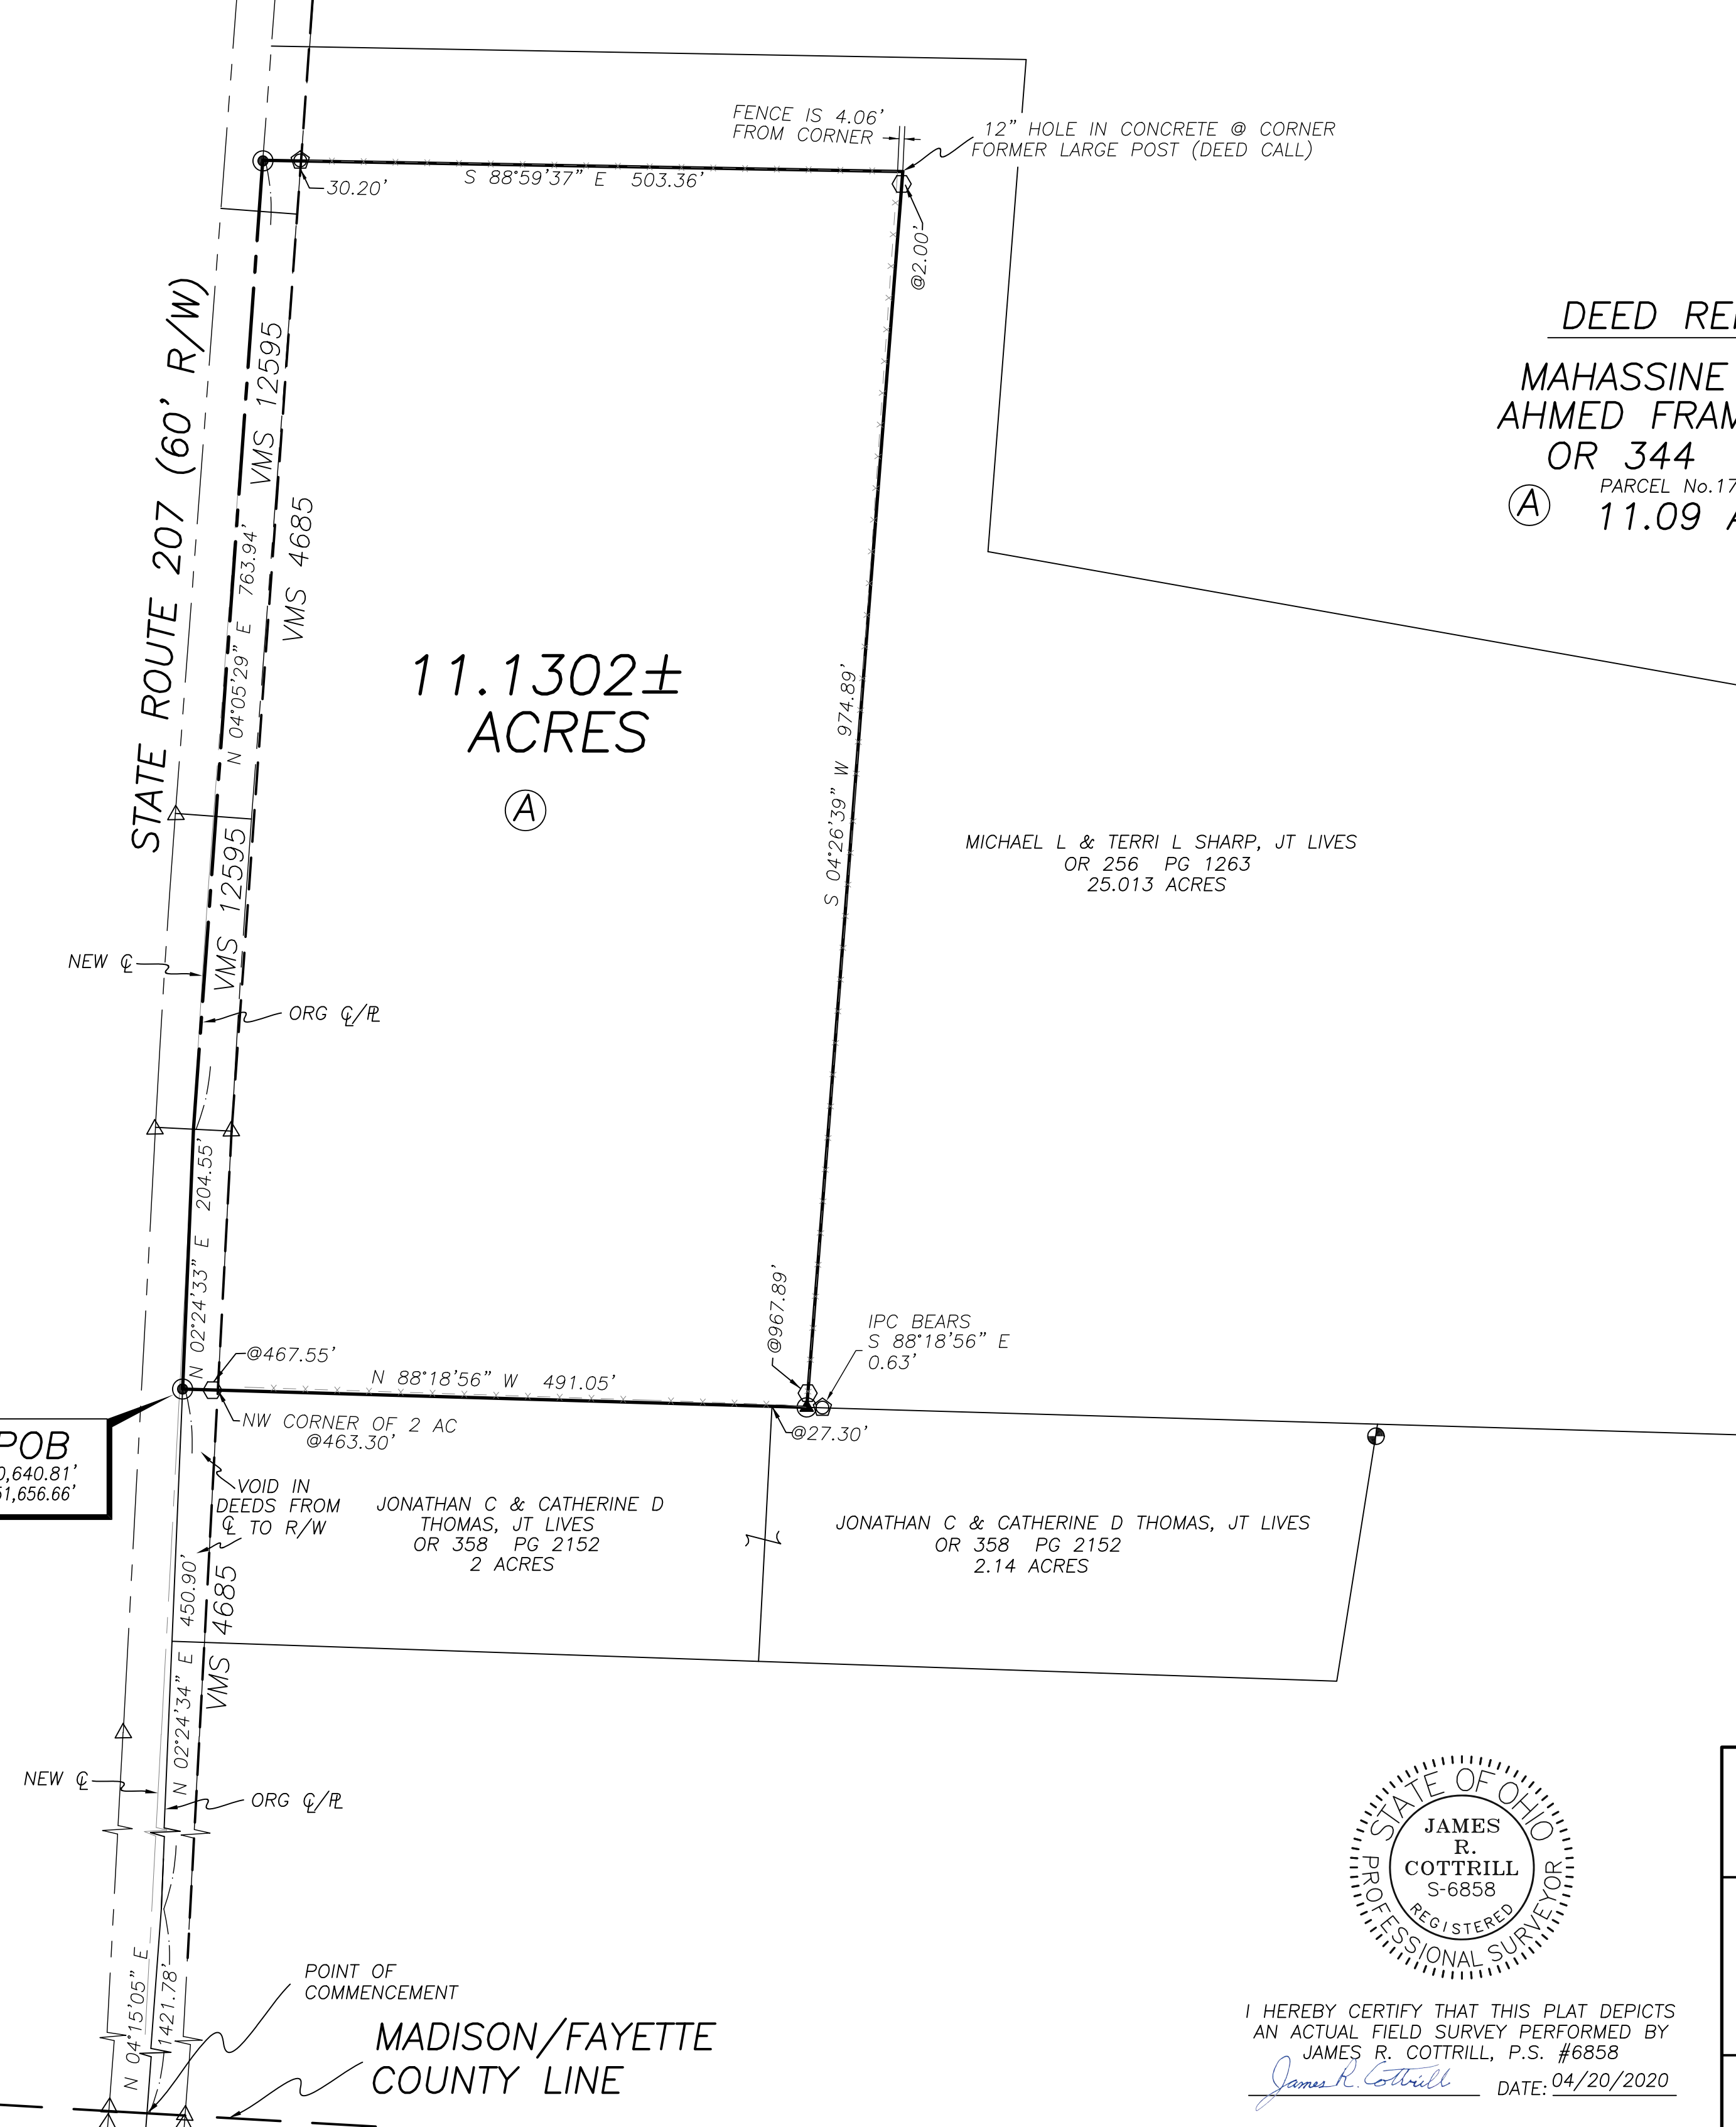 FENCE IS 4.06'
FROM CORNER
12" HOLE IN CONCRETE @ CORNER
FORMER LARGE POST (DEED CALL)
S 88°59'37" E 503.36'
30.20'
@2.00'
STATE ROUTE 207 (60' R/W)
VMS 12595
VMS 4685
N 04°05'29" E 763.94'
DEED RE
MAHASSINE
AHMED FRAM
OR 344
PARCEL No.17
A 11.09 A
11.1302±
ACRES
A
S 04°26'39" W 974.89'
MICHAEL L & TERRI L SHARP, JT LIVES
OR 256 PG 1263
25.013 ACRES
VMS 12595
NEW ℄
ORG ℄/⅊
N 02°24'33" E 204.55'
@967.89'
IPC BEARS
S 88°18'56" E
0.63'
@467.55'
N 88°18'56" W 491.05'
NW CORNER OF 2 AC
@463.30'
@27.30'
POB
0,640.81'
51,656.66'
VOID IN
DEEDS FROM
℄ TO R/W
JONATHAN C & CATHERINE D
THOMAS, JT LIVES
OR 358 PG 2152
2 ACRES
JONATHAN C & CATHERINE D THOMAS, JT LIVES
OR 358 PG 2152
2.14 ACRES
N 02°24'34" E 450.90'
VMS 4685
VMS
NEW ℄
ORG ℄/⅊
N 04°15'05" E
1421.78'
POINT OF
COMMENCEMENT
MADISON/FAYETTE
COUNTY LINE
STATE OF OHIO
JAMES
R.
COTTRILL
S-6858
REGISTERED
PROFESSIONAL SURVEYOR
I HEREBY CERTIFY THAT THIS PLAT DEPICTS
AN ACTUAL FIELD SURVEY PERFORMED BY
JAMES R. COTTRILL, P.S. #6858
James R. Cottrill DATE: 04/20/2020